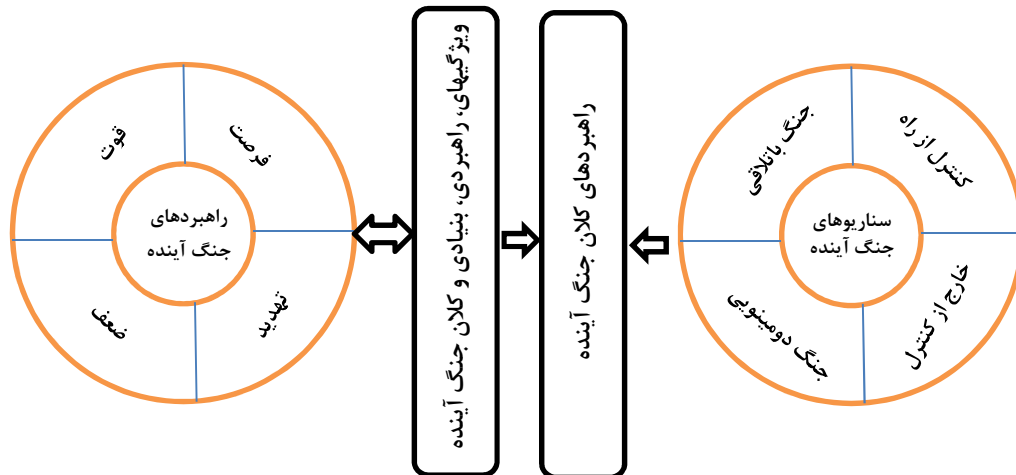 جنگ باتلاقی
کنترل از راه
سناریوهای
جنگ آینده
جنگ دومینویی
خارج از کنترل
راهبردهای کلان جنگ آینده
ویژگیهای، راهبردی، بنیادی و کلان جنگ آینده
فرصت
قوت
راهبردهای
جنگ آینده
تهدید
ضعف